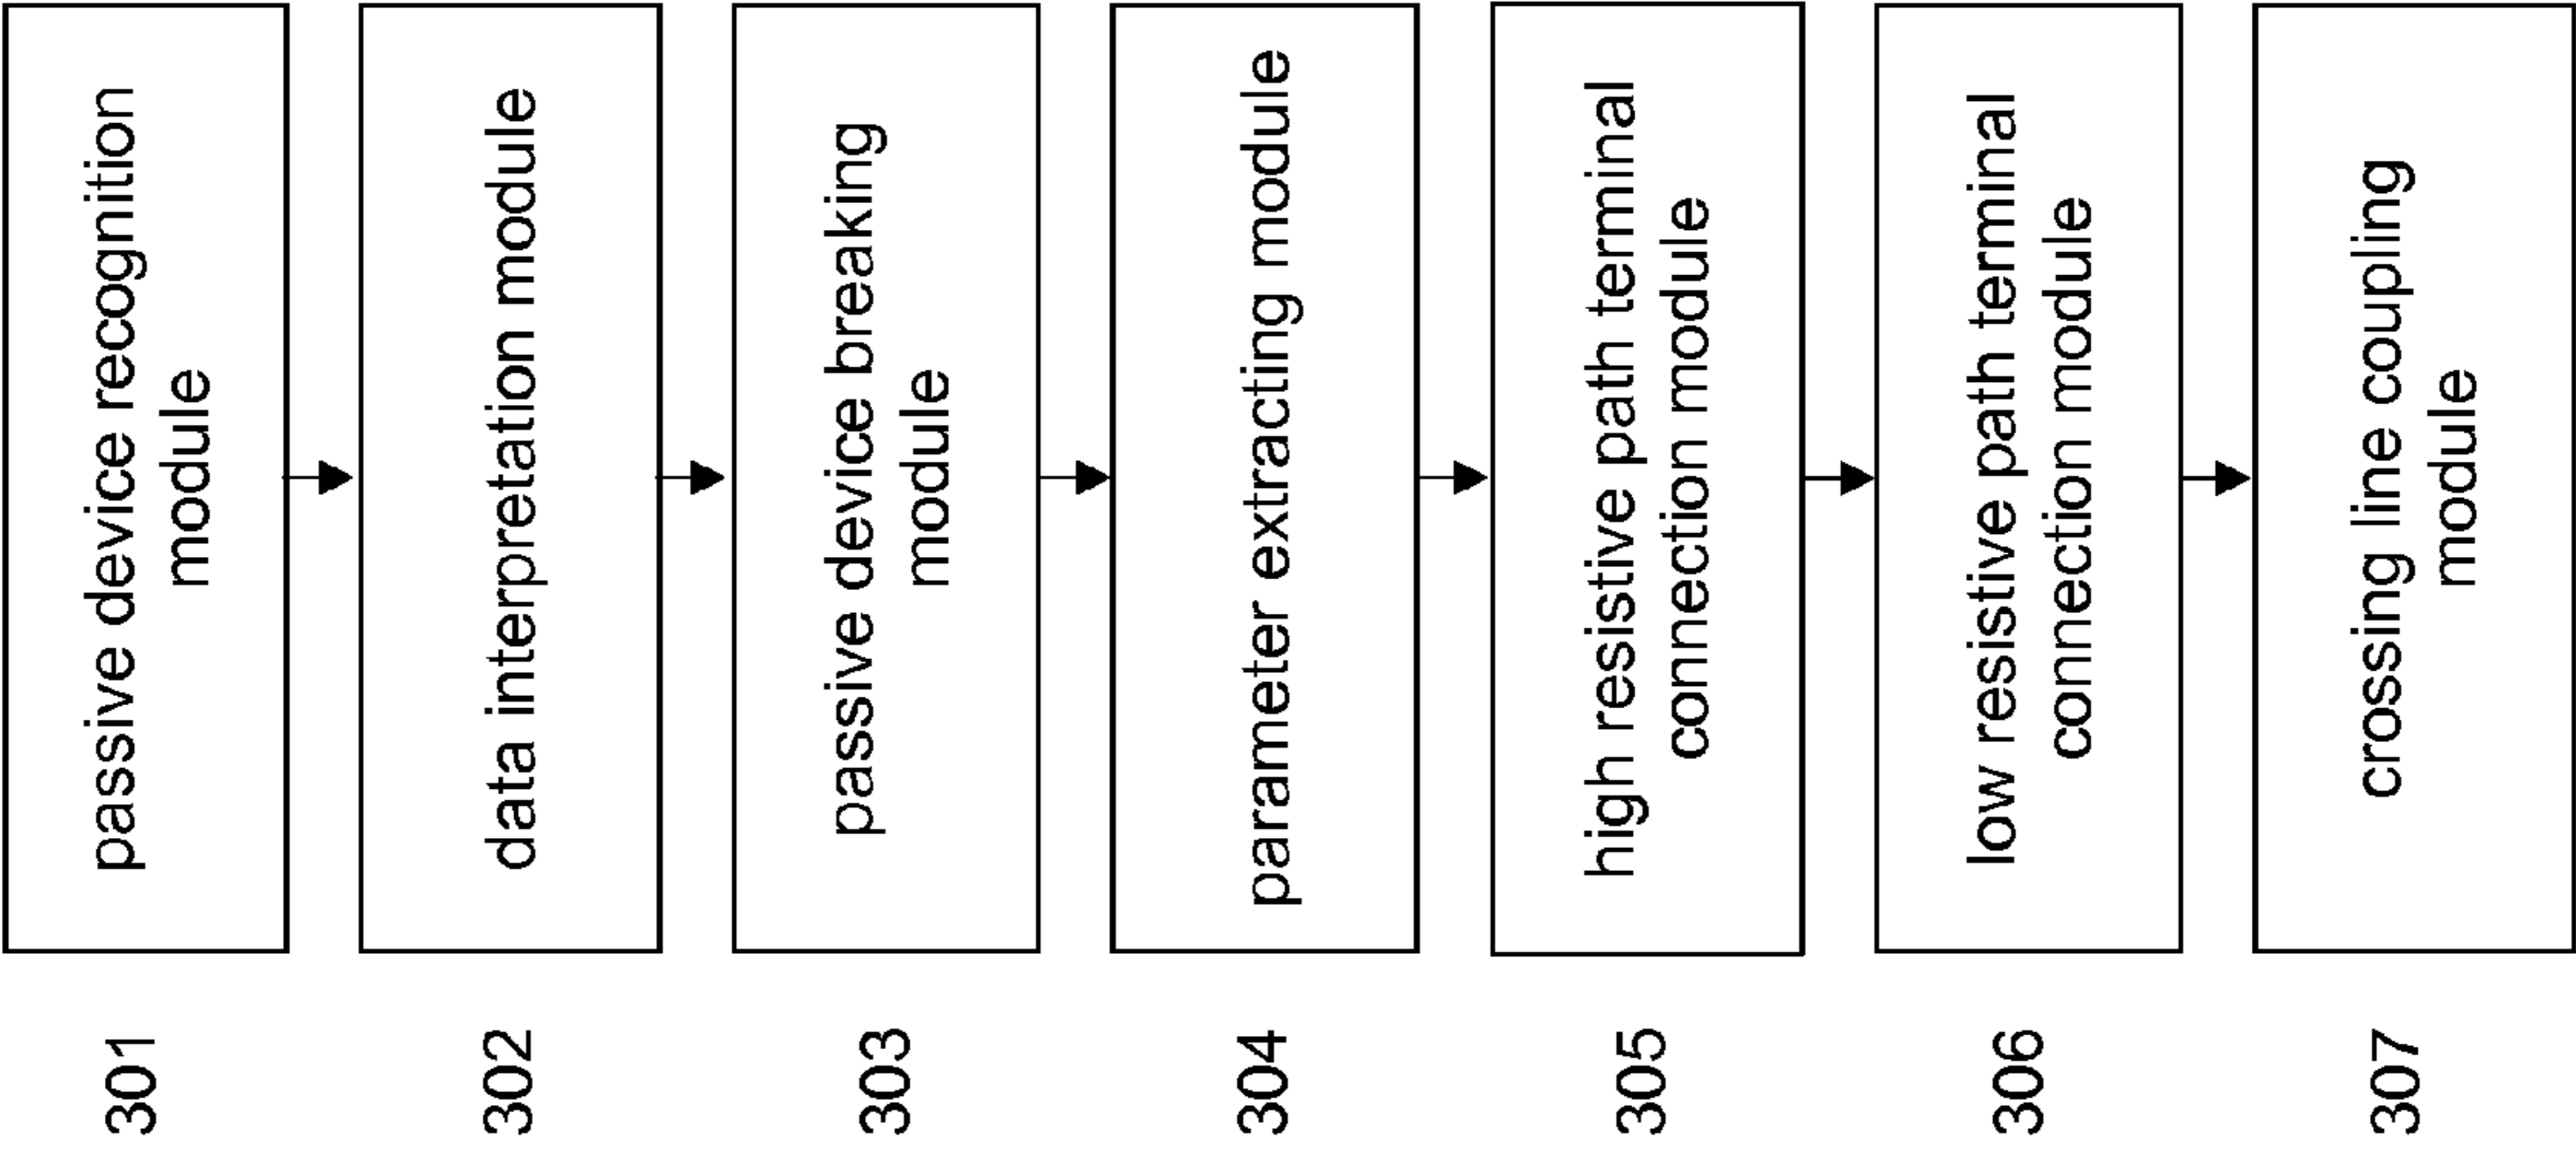 301
passive device recognition
module
302
data interpretation module
303
passive device breaking
module
304
parameter extracting module
305
high resistive path terminal
connection module
306
low resistive path terminal
connection module
307
crossing line coupling
module